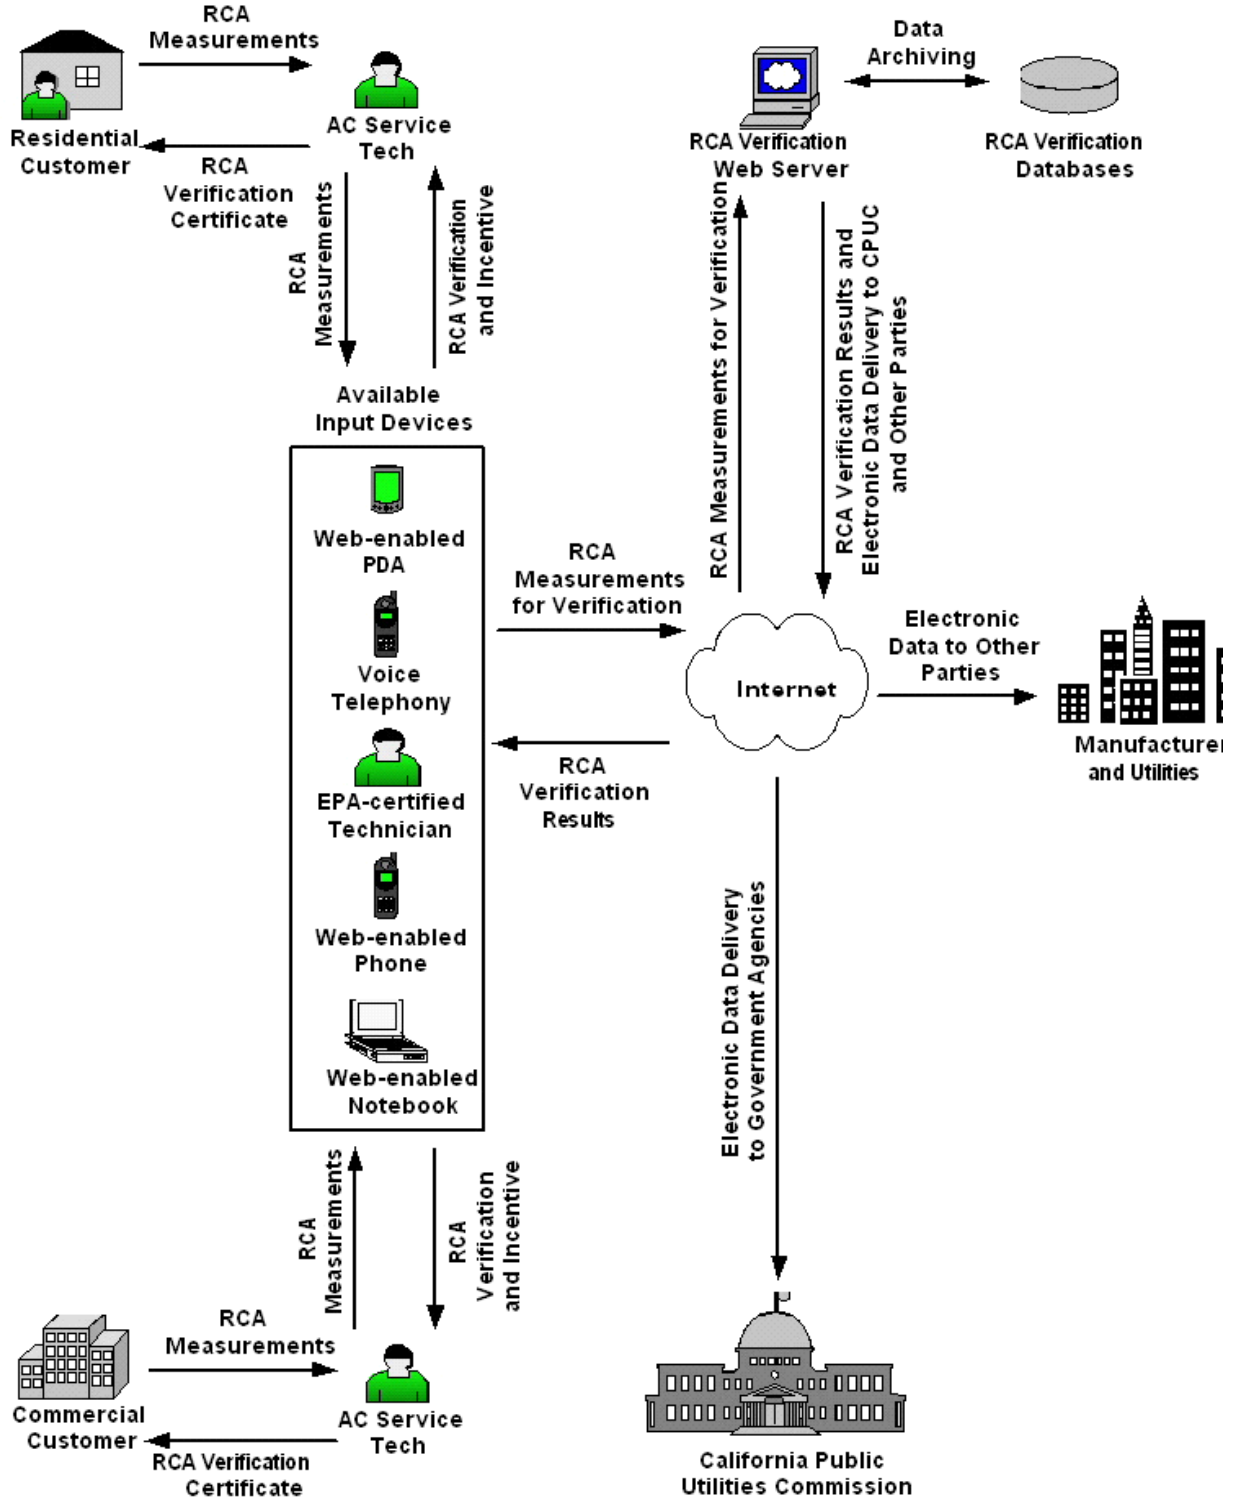 RCA
Measurements
Residential
Customer
AC Service
Tech
RCA
Verification
Certificate
RCA
Measurements
RCA Verification
and Incentive
Data
Archiving
RCA Verification
Web Server
RCA Verification
Databases
RCA Measurements for Verification
RCA Verification Results and
Electronic Data Delivery to CPUC
and Other Parties
Available
Input Devices
Web-enabled
PDA
Voice
Telephony
EPA-certified
Technician
Web-enabled
Phone
Web-enabled
Notebook
RCA
Measurements
for Verification
RCA
Verification
Results
Internet
Electronic
Data to Other
Parties
Manufacturer
and Utilities
Electronic Data Delivery
to Government Agencies
RCA
Measurements
RCA
Verification
and Incentive
RCA
Measurements
Commercial
Customer
AC Service
Tech
RCA Verification
Certificate
California Public
Utilities Commission